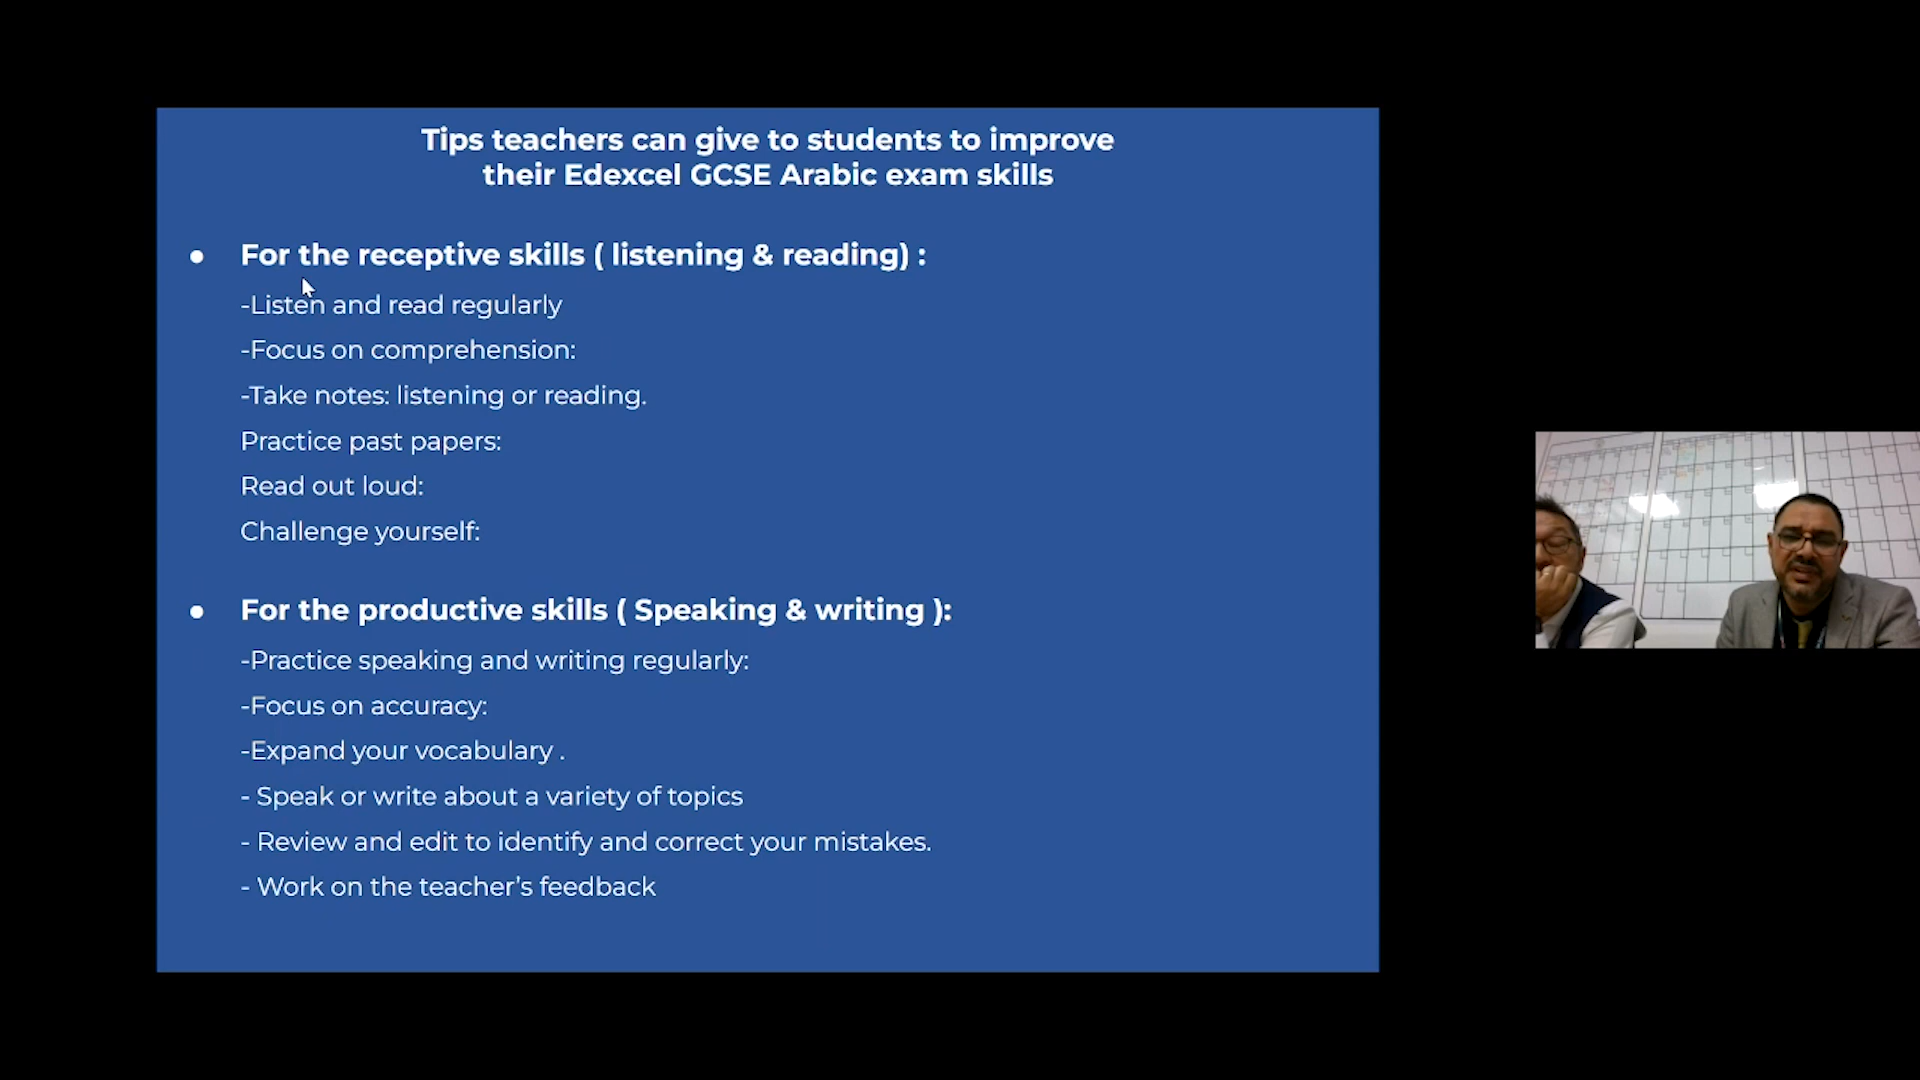 Tips teachers can give to students to improve
their Edexcel GCSE Arabic exam skills
● For the receptive skills ( listening & reading) :
-Listen and read regularly
-Focus on comprehension:
-Take notes: listening or reading.
Practice past papers:
Read out loud:
Challenge yourself:
● For the productive skills ( Speaking & writing ):
-Practice speaking and writing regularly:
-Focus on accuracy:
-Expand your vocabulary .
- Speak or write about a variety of topics
- Review and edit to identify and correct your mistakes.
- Work on the teacher's feedback